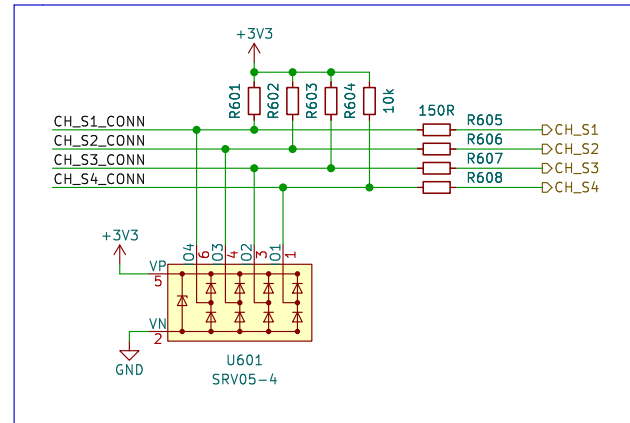 +3V3
R601
R602
R603
R604
10k
150R
CH_S1_CONN
R605
CH_S1
CH_S2_CONN
R606
CH_S2
CH_S3_CONN
R607
CH_S3
CH_S4_CONN
R608
CH_S4
+3V3
IO4
6
IO3
4
IO2
3
IO1
1
VP
5
VN
2
GND
U601
SRV05-4